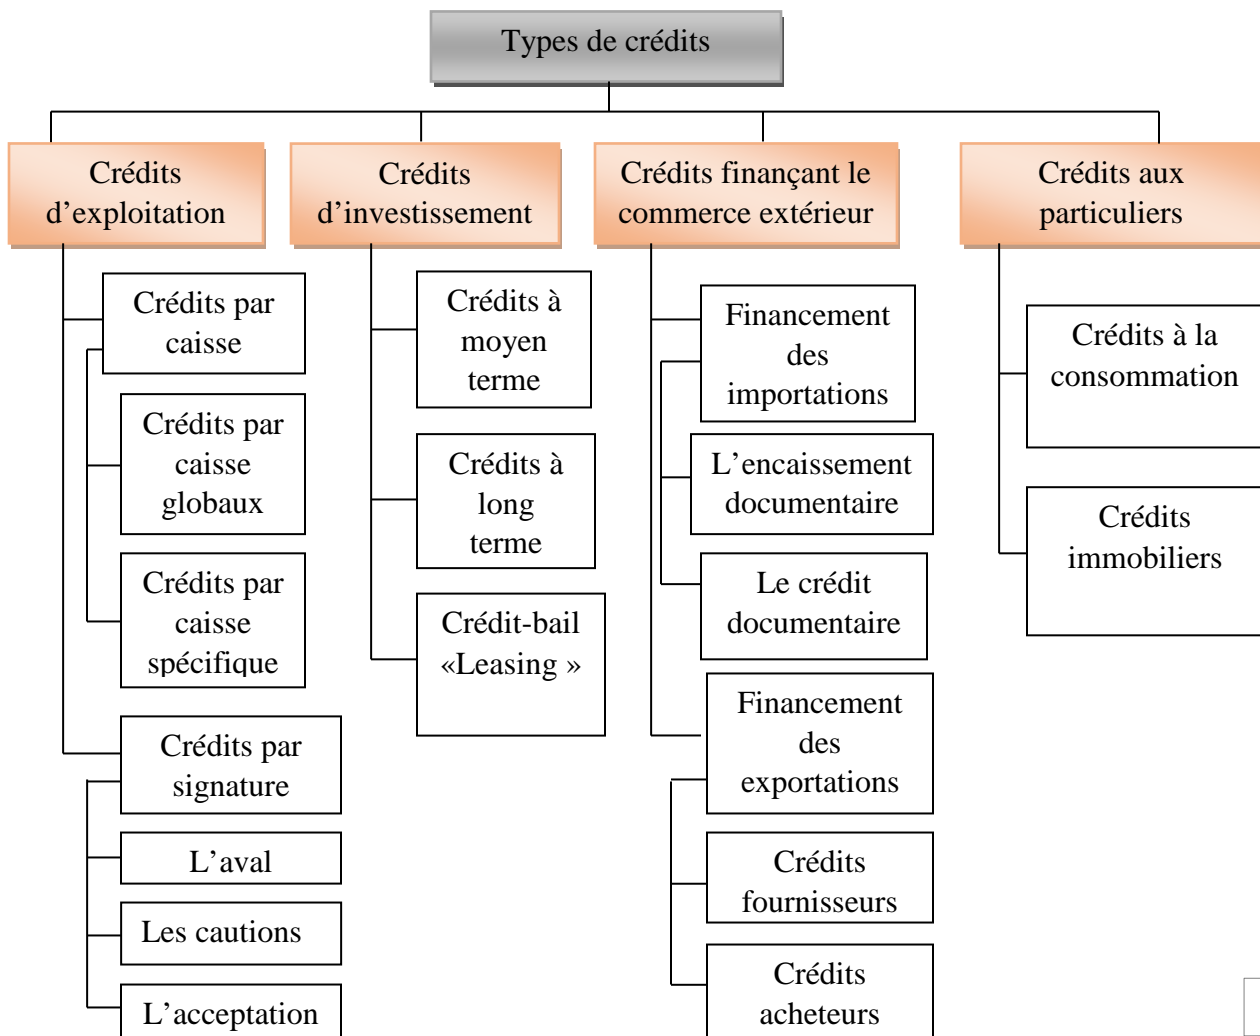 Types de crédits
Crédits
d’exploitation
Crédits par
caisse
Crédits par
caisse
globaux
Crédits par
caisse
spécifique
Crédits par
signature
L’aval
Les cautions
L’acceptation
Crédits
d’investissement
Crédits à
moyen
terme
Crédits à
long
terme
Crédit-bail
«Leasing »
Crédits finançant le
commerce extérieur
Financement
des
importations
L’encaissement
documentaire
Le crédit
documentaire
Financement
des
exportations
Crédits
fournisseurs
Crédits
acheteurs
Crédits aux
particuliers
Crédits à la
consommation
Crédits
immobiliers